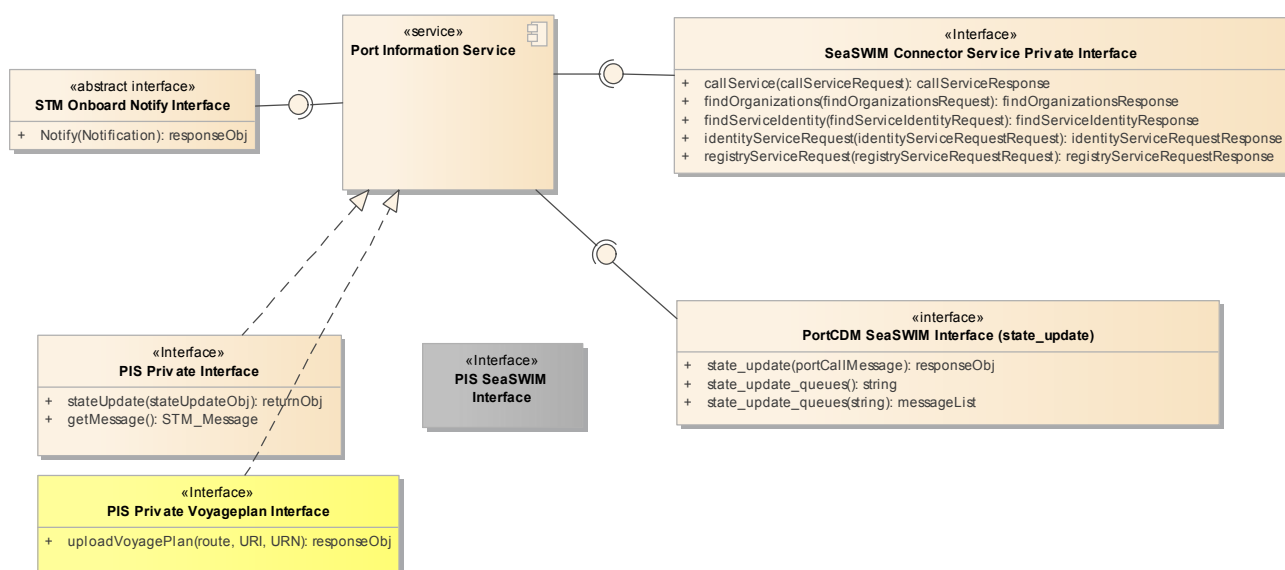 «service»
Port Information Service
«Interface»
SeaSWIM Connector Service Private Interface
+ callService(callServiceRequest): callServiceResponse
+ findOrganizations(findOrganizationsRequest): findOrganizationsResponse
+ findServiceIdentity(findServiceIdentityRequest): findServiceIdentityResponse
+ identityServiceRequest(identityServiceRequestRequest): identityServiceRequestResponse
+ registryServiceRequest(registryServiceRequestRequest): registryServiceRequestResponse
«abstract interface»
STM Onboard Notify Interface
+ Notify(Notification): responseObj
«interface»
PortCDM SeaSWIM Interface (state_update)
+ state_update(portCallMessage): responseObj
+ state_update_queues(): string
+ state_update_queues(string): messageList
«Interface»
PIS Private Interface
+ stateUpdate(stateUpdateObj): returnObj
+ getMessage(): STM_Message
«Interface»
PIS SeaSWIM
Interface
«Interface»
PIS Private Voyageplan Interface
+ uploadVoyagePlan(route, URI, URN): responseObj